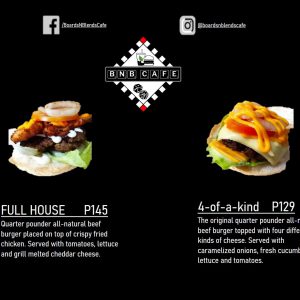 /BoardsNBlendsCafe
@boardsnblendscafe
BNB CAFE
FULL HOUSE P145
Quarter pounder all-natural beef
burger placed on top of crispy fried
chicken. Served with tomatoes, lettuce
and grill melted cheddar cheese.
4-of-a-kind P129
The original quarter pounder all-n
beef burger topped with four differ
kinds of cheese. Served with
caramelized onions, fresh cucumb
lettuce and tomatoes.